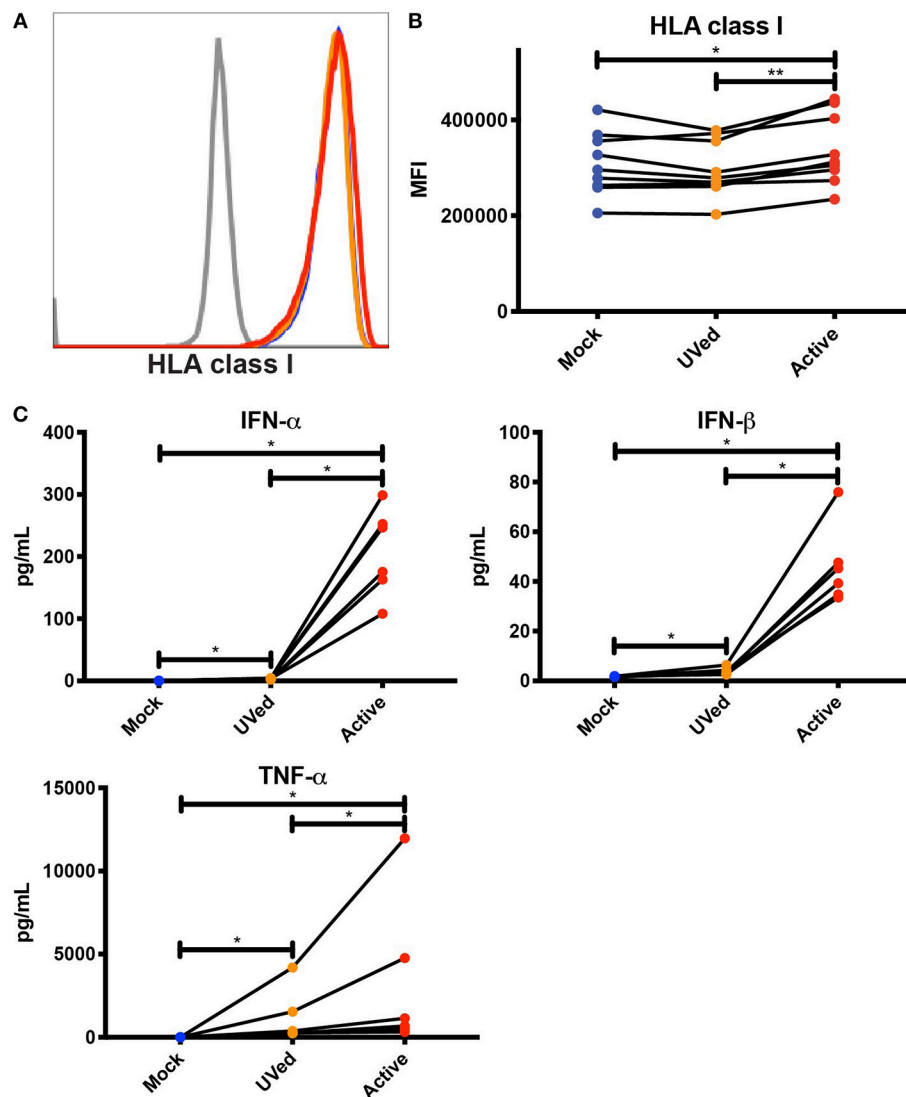 A
HLA class I
B
HLA class I
*
**
MFI
400000
200000
0
Mock
UVed
Active
C
IFN-α
pg/mL
400
300
200
100
0
*
*
*
Mock
UVed
Active
IFN-β
pg/mL
100
80
60
40
20
0
*
*
*
Mock
UVed
Active
TNF-α
pg/mL
15000
10000
5000
0
*
*
*
Mock
UVed
Active